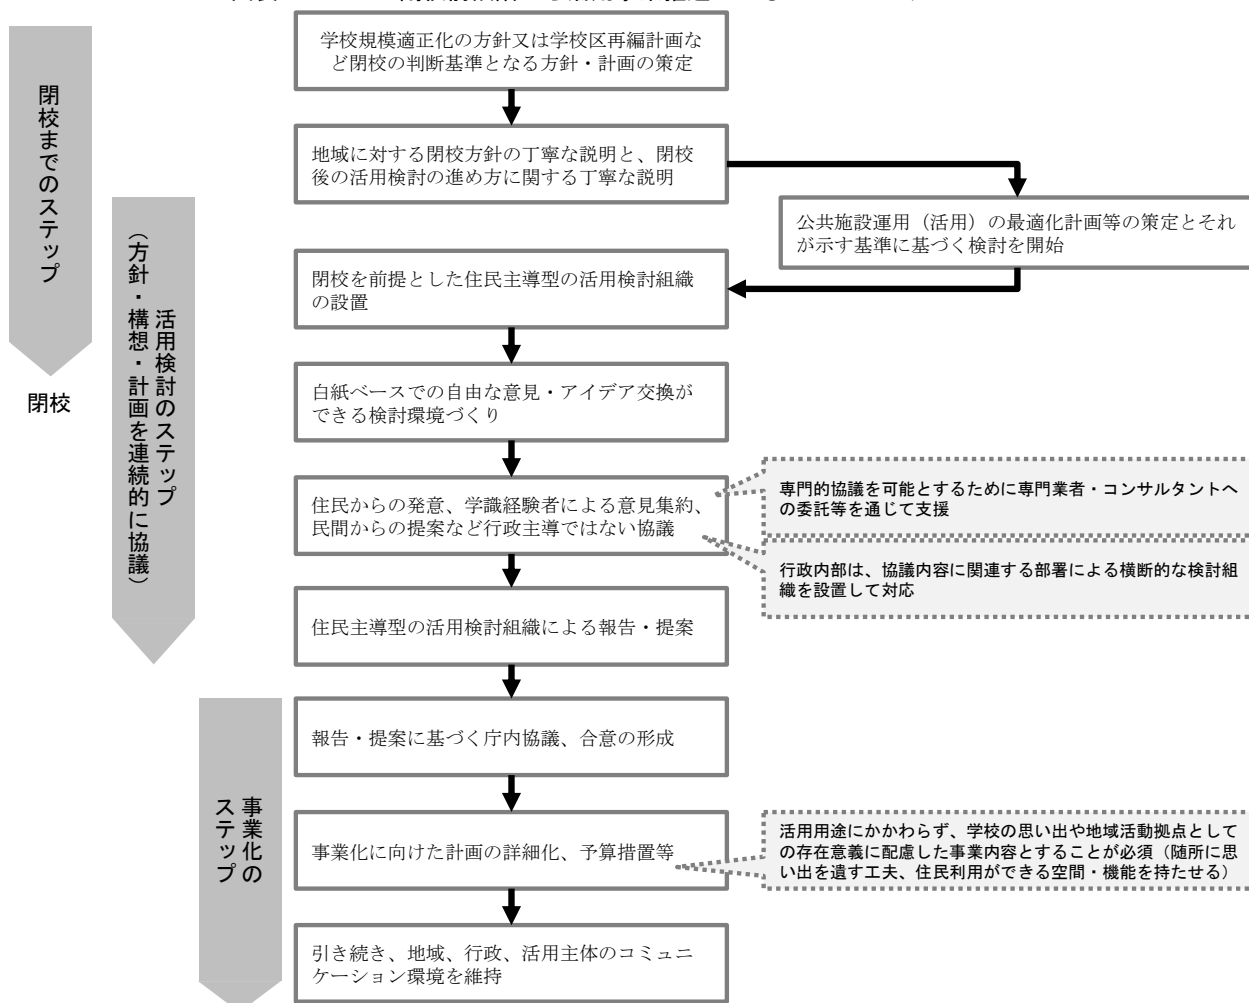 学校規模適正化の方針又は学校区再編計画な
ど閉校の判断基準となる方針・計画の策定
閉校までのステップ
地域に対する閉校方針の丁寧な説明と、閉校
後の活用検討の進め方に関する丁寧な説明
公共施設運用（活用）の最適化計画等の策定とそれ
が示す基準に基づく検討を開始
活用検討のステップ
（方針・構想・計画を連続的に協議）
閉校を前提とした住民主導型の活用検討組織
の設置
閉校
白紙ベースでの自由な意見・アイデア交換が
できる検討環境づくり
住民からの発意、学識経験者による意見集約、
民間からの提案など行政主導ではない協議
専門的協議を可能とするために専門業者・コンサルタントへ
の委託等を通じて支援
行政内部は、協議内容に関連する部署による横断的な検討組
織を設置して対応
住民主導型の活用検討組織による報告・提案
報告・提案に基づく庁内協議、合意の形成
事業化の
ステップ
事業化に向けた計画の詳細化、予算措置等
活用用途にかかわらず、学校の思い出や地域活動拠点として
の存在意義に配慮した事業内容とすることが必須（随所に思
い出を遺す工夫、住民利用ができる空間・機能を持たせる）
引き続き、地域、行政、活用主体のコミュニ
ケーション環境を維持